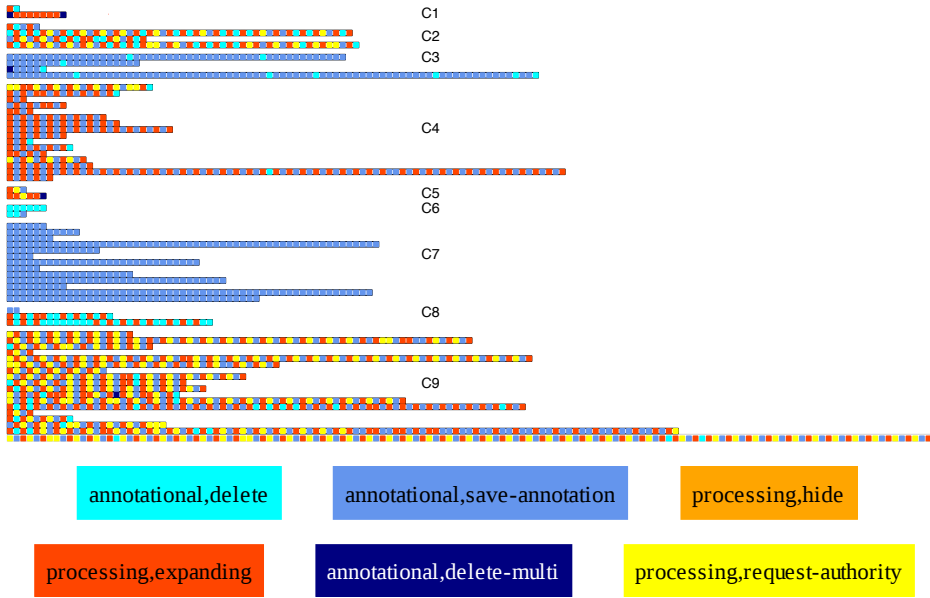 C1
C2
C3
C4
C5
C6
C7
C8
C9
annotational,delete
annotational,save-annotation
processing,hide
processing,expanding
annotational,delete-multi
processing,request-authority